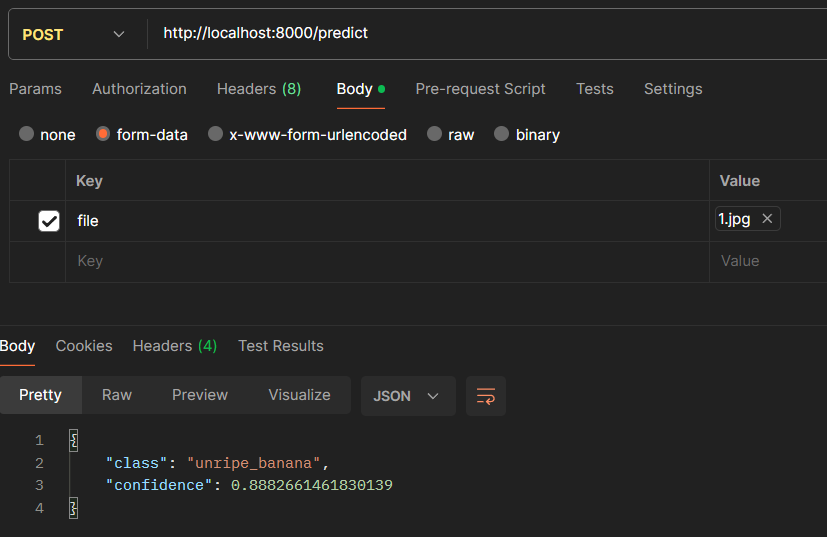 POST http://localhost:8000/predict
Params Authorization Headers (8) Body Pre-request Script Tests Settings
none form-data x-www-form-urlencoded raw binary
Key Value
file 1.jpg
Key Value
Body Cookies Headers (4) Test Results
Pretty Raw Preview Visualize JSON
1 {
2 "class": "unripe_banana",
3 "confidence": 0.8882661461830139
4 }